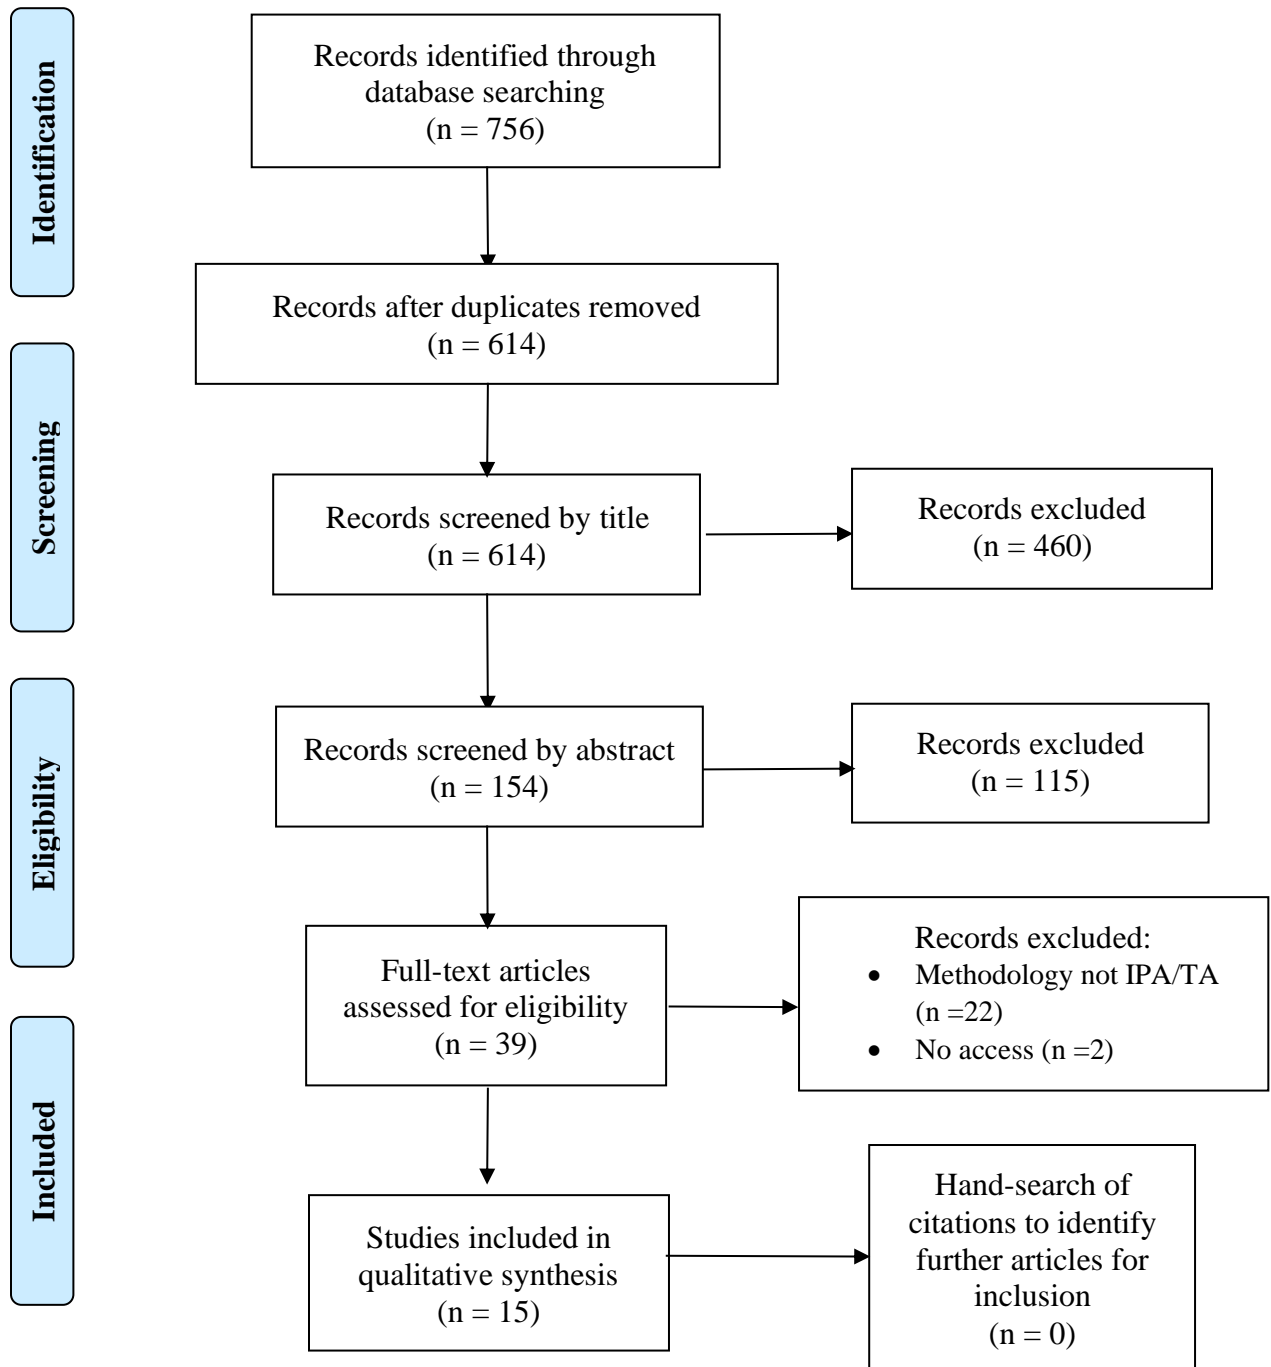 Identification
Records identified through
database searching
(n = 756)
Records after duplicates removed
(n = 614)
Screening
Records screened by title
(n = 614)
Records excluded
(n = 460)
Eligibility
Records screened by abstract
(n = 154)
Records excluded
(n = 115)
Full-text articles
assessed for eligibility
(n = 39)
Records excluded:
• Methodology not IPA/TA
(n =22)
• No access (n =2)
Included
Studies included in
qualitative synthesis
(n = 15)
Hand-search of
citations to identify
further articles for
inclusion
(n = 0)